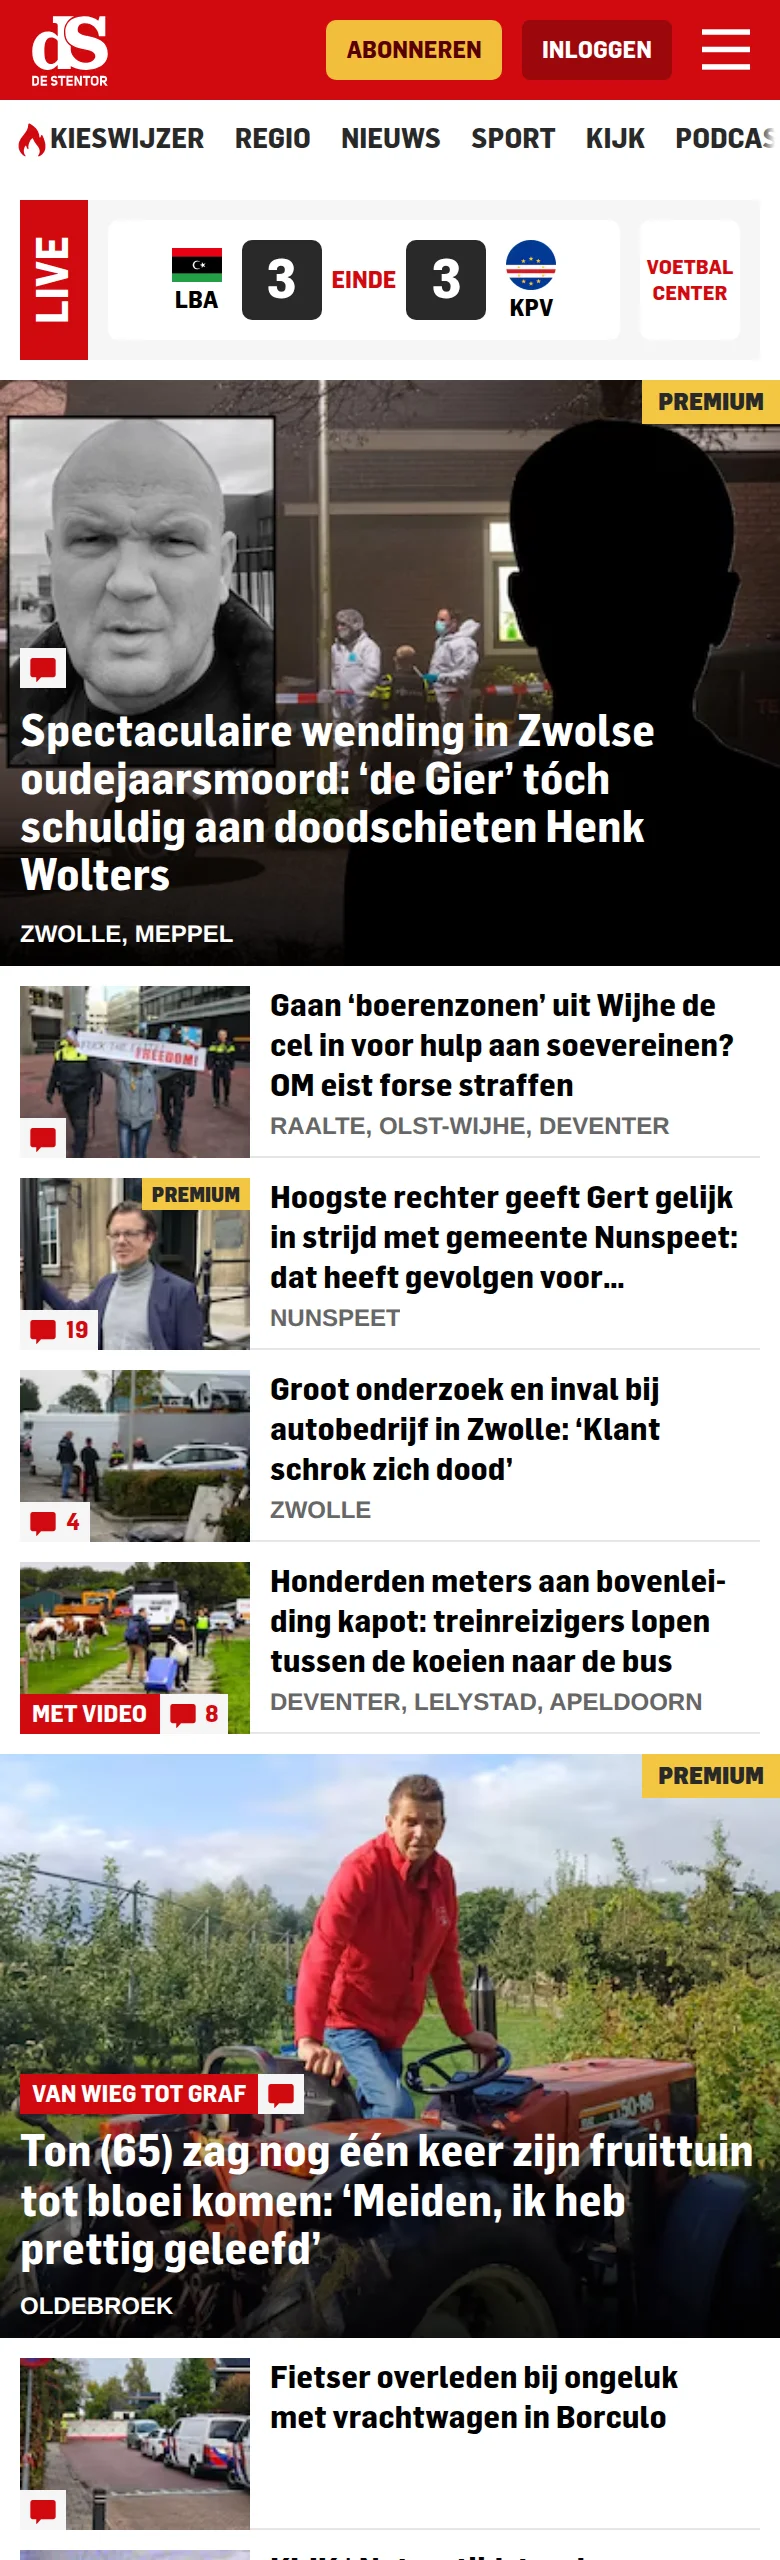 dS
DE STENTOR
ABONNEREN
INLOGGEN
KIESWIJZER REGIO NIEUWS SPORT KIJK PODCAS
LIVE
LBA
3
EINDE
3
KPV
VOETBAL
CENTER
PREMIUM
Spectaculaire wending in Zwolse
oudejaarsmoord: ‘de Gier’ tóch
schuldig aan doodschieten Henk
Wolters
ZWOLLE, MEPPEL
FREEDOM!
Gaan ‘boerenzonen’ uit Wijhe de
cel in voor hulp aan soevereinen?
OM eist forse straffen
RAALTE, OLST-WIJHE, DEVENTER
PREMIUM
19
Hoogste rechter geeft Gert gelijk
in strijd met gemeente Nunspeet:
dat heeft gevolgen voor...
NUNSPEET
4
Groot onderzoek en inval bij
autobedrijf in Zwolle: ‘Klant
schrok zich dood’
ZWOLLE
MET VIDEO
8
Honderden meters aan bovenlei-
ding kapot: treinreizigers lopen
tussen de koeien naar de bus
DEVENTER, LELYSTAD, APELDOORN
PREMIUM
VAN WIEG TOT GRAF
Ton (65) zag nog één keer zijn fruittuin
tot bloei komen: ‘Meiden, ik heb
prettig geleefd’
OLDEBROEK
Fietser overleden bij ongeluk
met vrachtwagen in Borculo